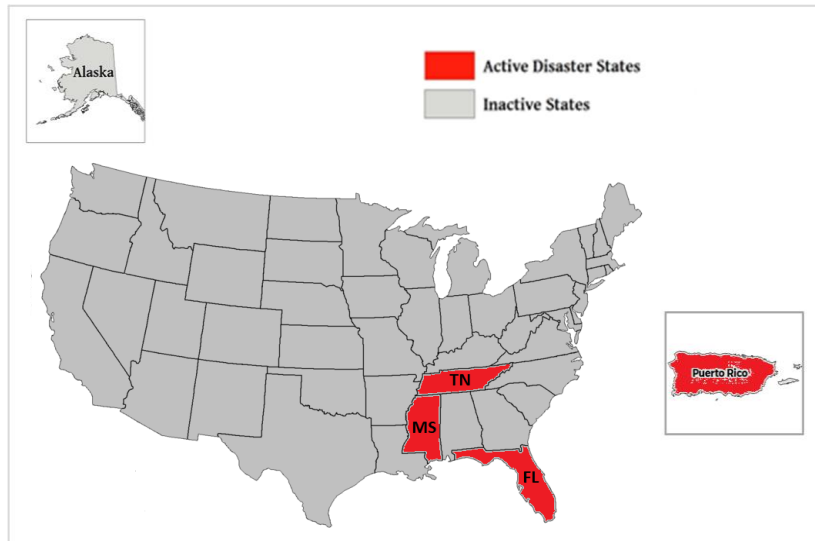 Alaska
Active Disaster States
Inactive States
TN
MS
FL
Puerto Rico